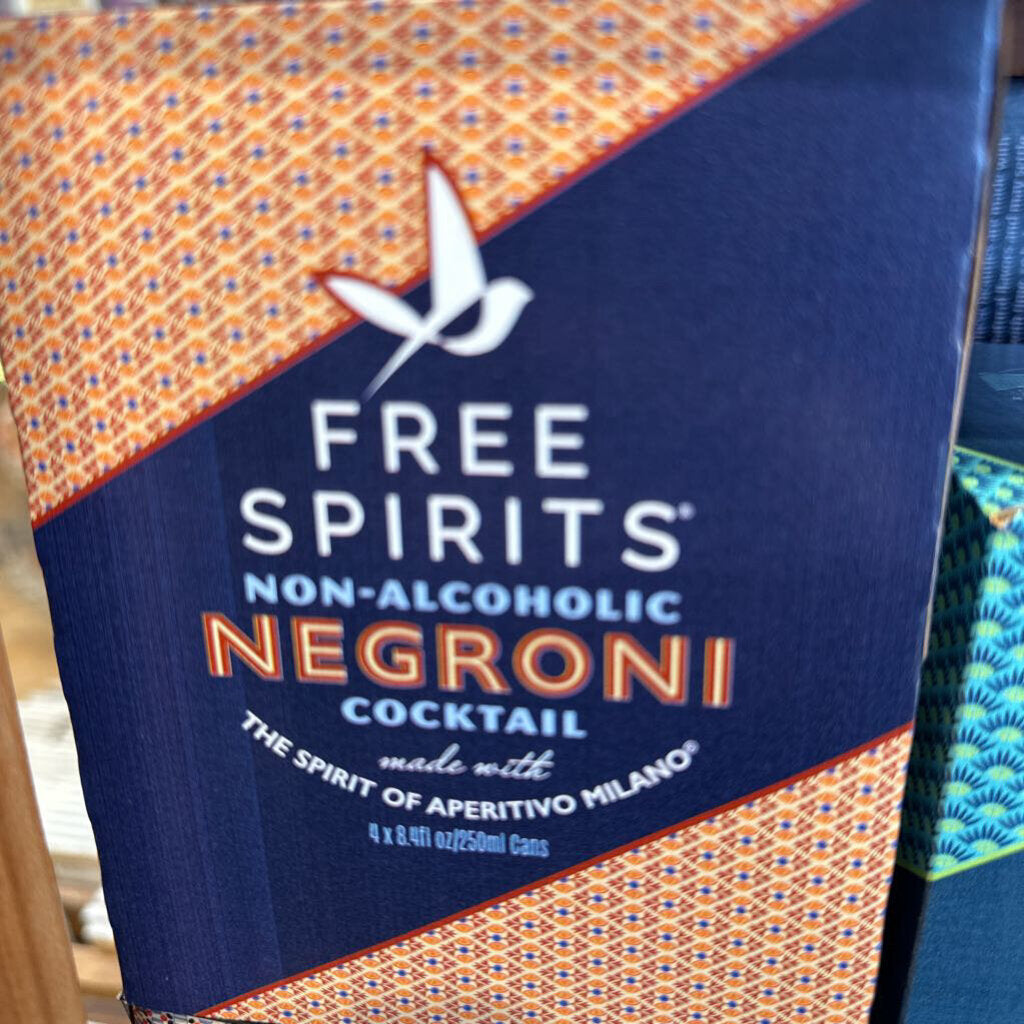 FREE
SPIRITS®
NON-ALCOHOLIC
NEGRONI
COCKTAIL
made with
THE SPIRIT OF APERITIVO MILANO®
4 x 8.4fl oz/250ml Cans